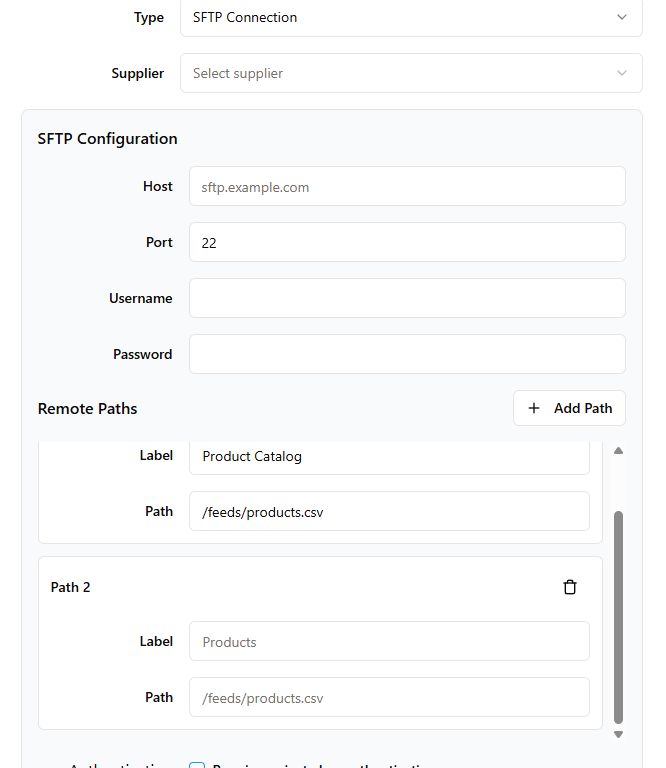 Type SFTP Connection
Supplier Select supplier
SFTP Configuration
Host sftp.example.com
Port 22
Username
Password
Remote Paths + Add Path
Label Product Catalog
Path /feeds/products.csv
Path 2
Label Products
Path /feeds/products.csv